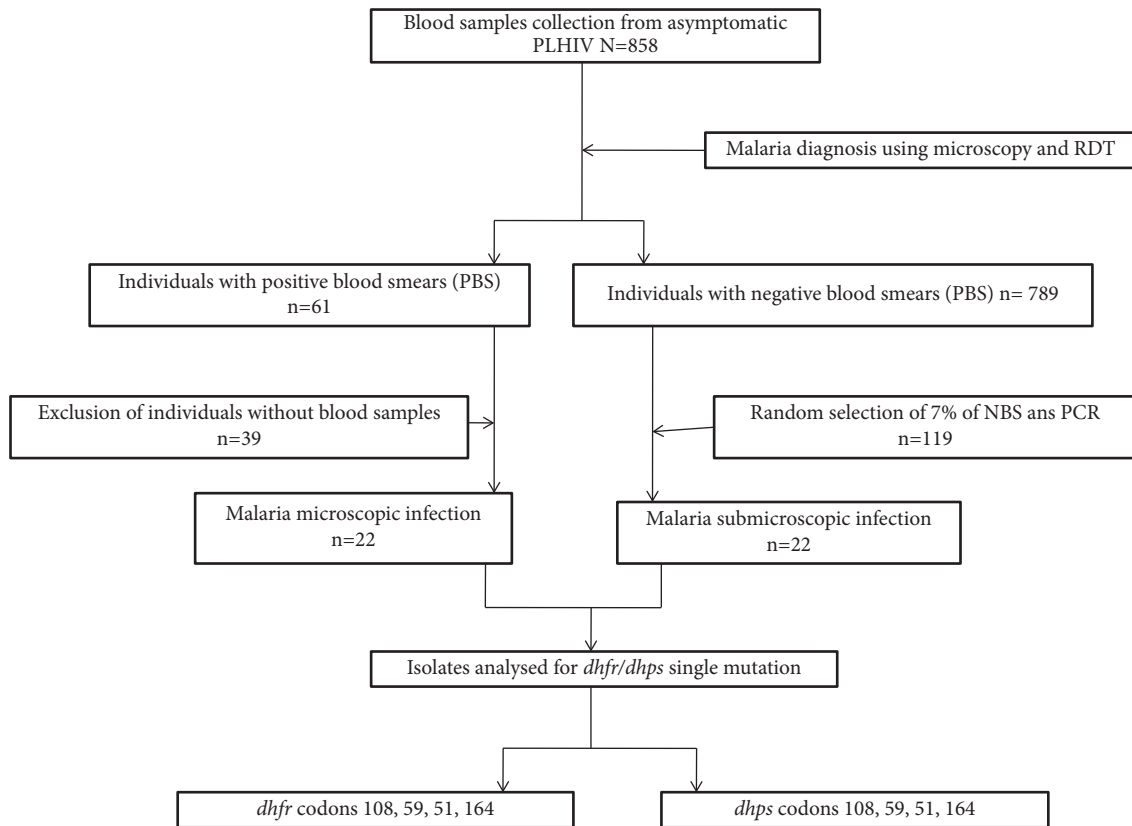 Blood samples collection from asymptomatic
PLHIV N=858
Malaria diagnosis using microscopy and RDT
Individuals with positive blood smears (PBS)
n=61
Individuals with negative blood smears (PBS) n= 789
Exclusion of individuals without blood samples
n=39
Random selection of 7% of NBS ans PCR
n=119
Malaria microscopic infection
n=22
Malaria submicroscopic infection
n=22
Isolates analysed for dhfr/dhps single mutation
dhfr codons 108, 59, 51, 164
dhps codons 108, 59, 51, 164